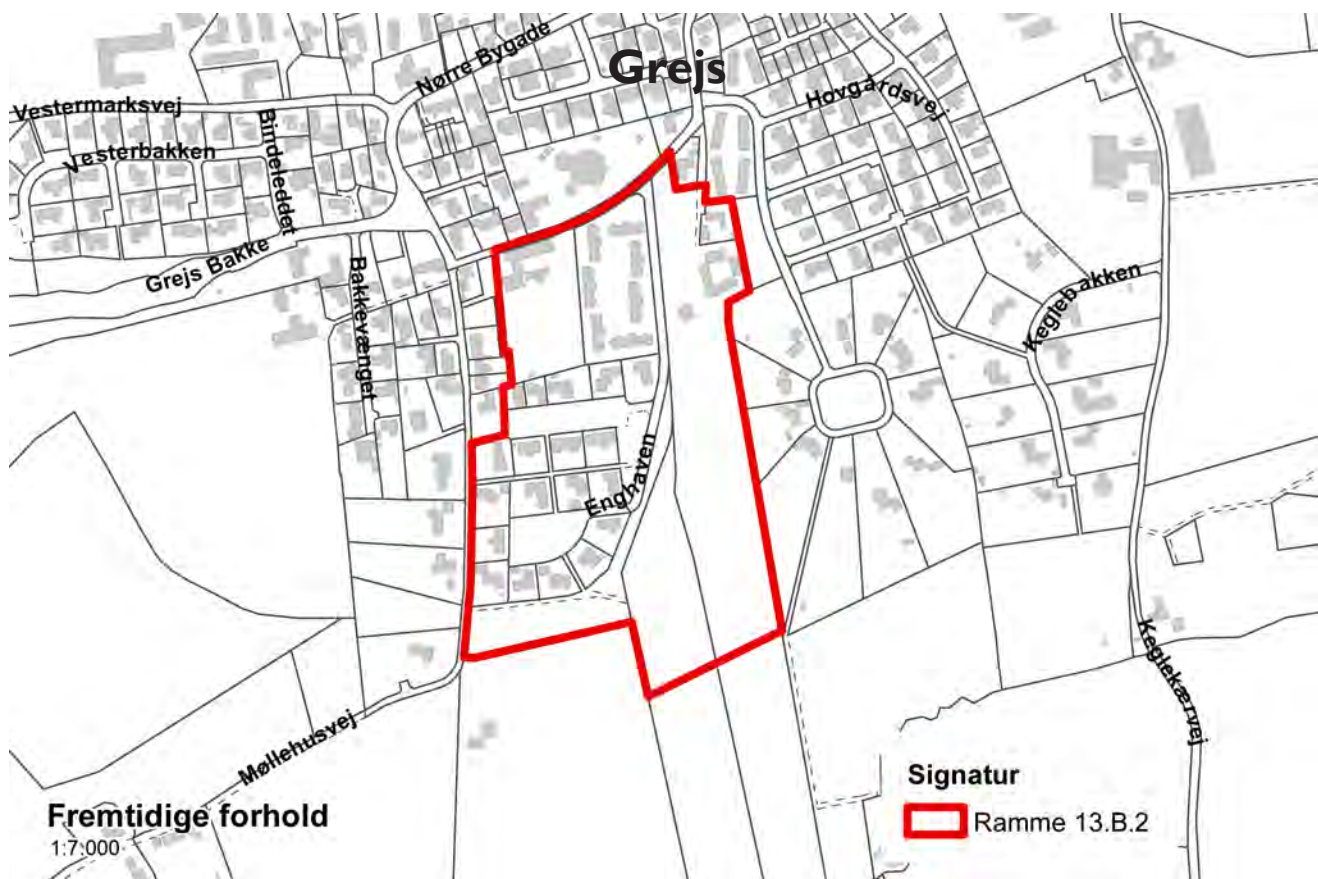 Grejs
Nørre Bygade
Hovgårdsvej
Vestermarksvej
Bindeleddet
Vesterbakken
Grejs Bakke
Bakkevænget
Keglebakken
Enghaven
Keglekærvej
Møllehusvej
Signatur
Ramme 13.B.2
Fremtidige forhold
1:7.000